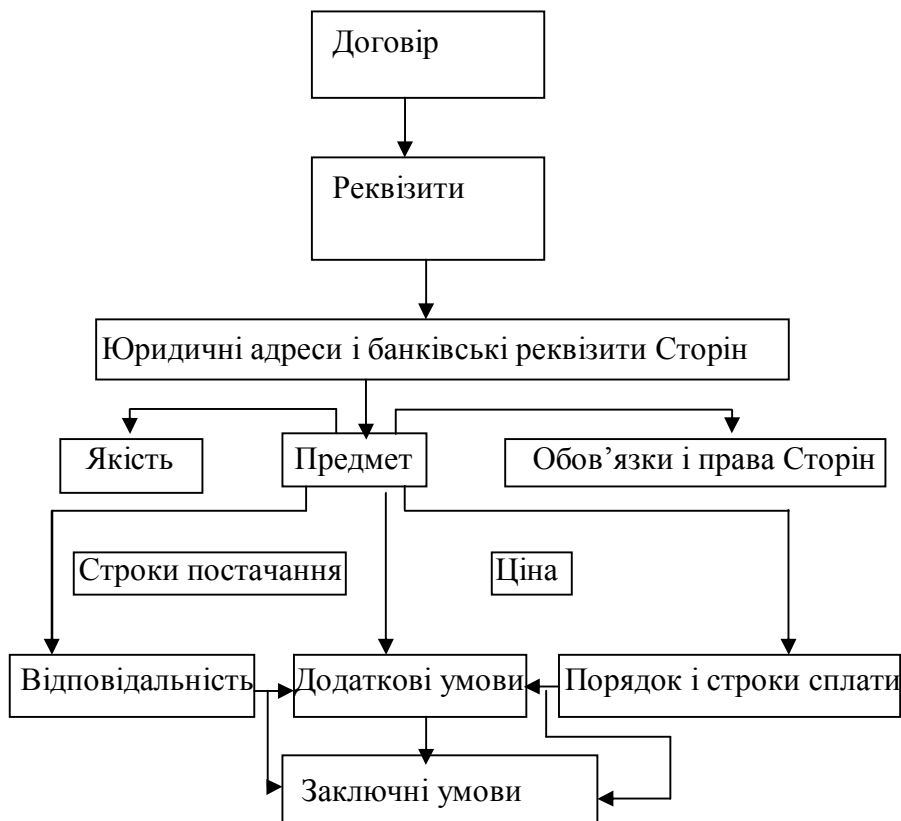 Договір
Реквізити
Юридичні адреси і банківські реквізити Сторін
Якість
Предмет
Обов’язки і права Сторін
Строки постачання
Ціна
Відповідальність
Додаткові умови
Порядок і строки сплати
Заключні умови